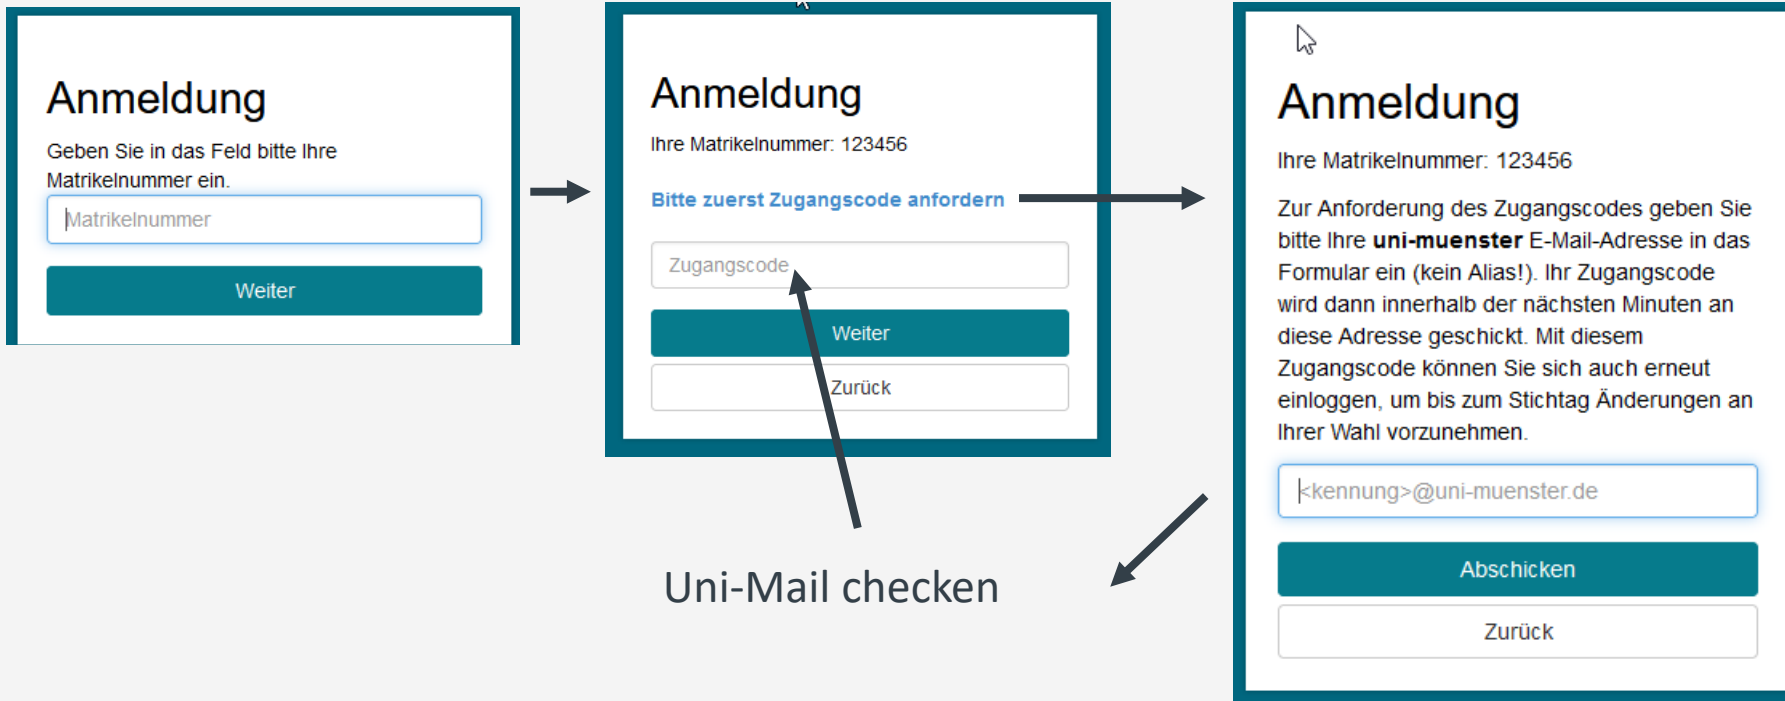 Anmeldung
Geben Sie in das Feld bitte Ihre
Matrikelnummer ein.
Matrikelnummer
Weiter
Anmeldung
Ihre Matrikelnummer: 123456
Bitte zuerst Zugangscode anfordern
Zugangscode
Weiter
Zurück
Anmeldung
Ihre Matrikelnummer: 123456
Zur Anforderung des Zugangscodes geben Sie
bitte Ihre uni-muenster E-Mail-Adresse in das
Formular ein (kein Alias!). Ihr Zugangscode
wird dann innerhalb der nächsten Minuten an
diese Adresse geschickt. Mit diesem
Zugangscode können Sie sich auch erneut
einloggen, um bis zum Stichtag Änderungen an
Ihrer Wahl vorzunehmen.
<kennung>@uni-muenster.de
Abschicken
Zurück
Uni-Mail checken